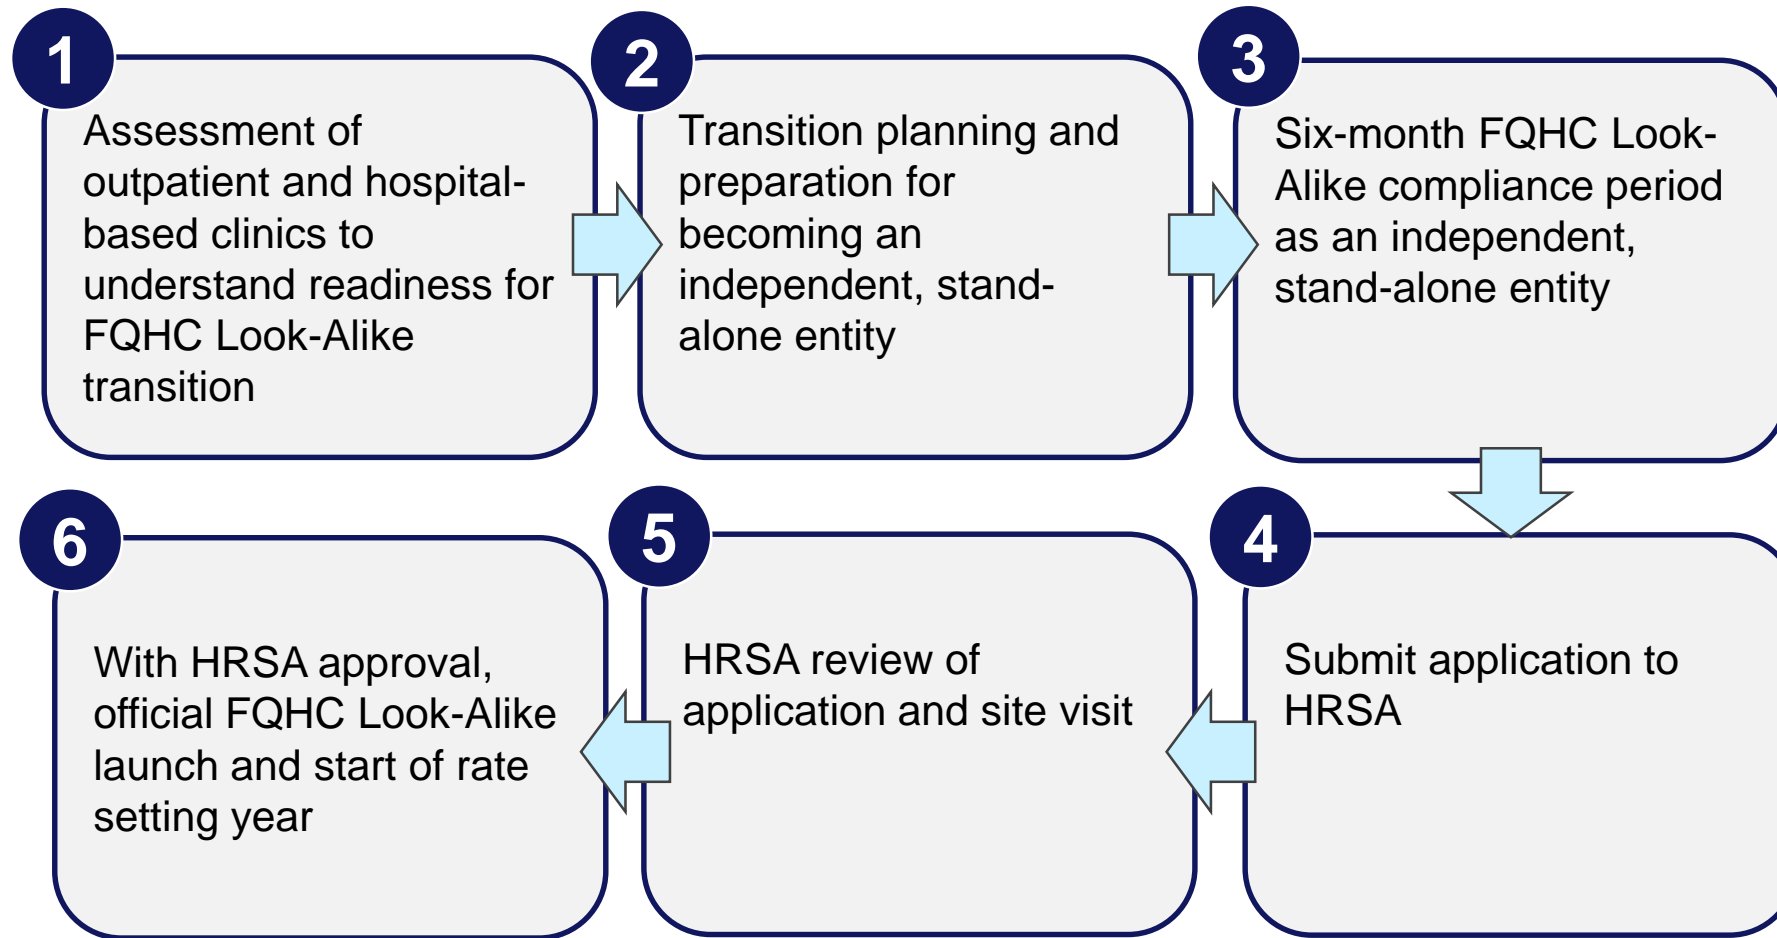 1
Assessment of
outpatient and hospital-
based clinics to
understand readiness for
FQHC Look-Alike
transition
2
Transition planning and
preparation for
becoming an
independent, stand-
alone entity
3
Six-month FQHC Look-
Alike compliance period
as an independent,
stand-alone entity
4
Submit application to
HRSA
5
HRSA review of
application and site visit
6
With HRSA approval,
official FQHC Look-Alike
launch and start of rate
setting year